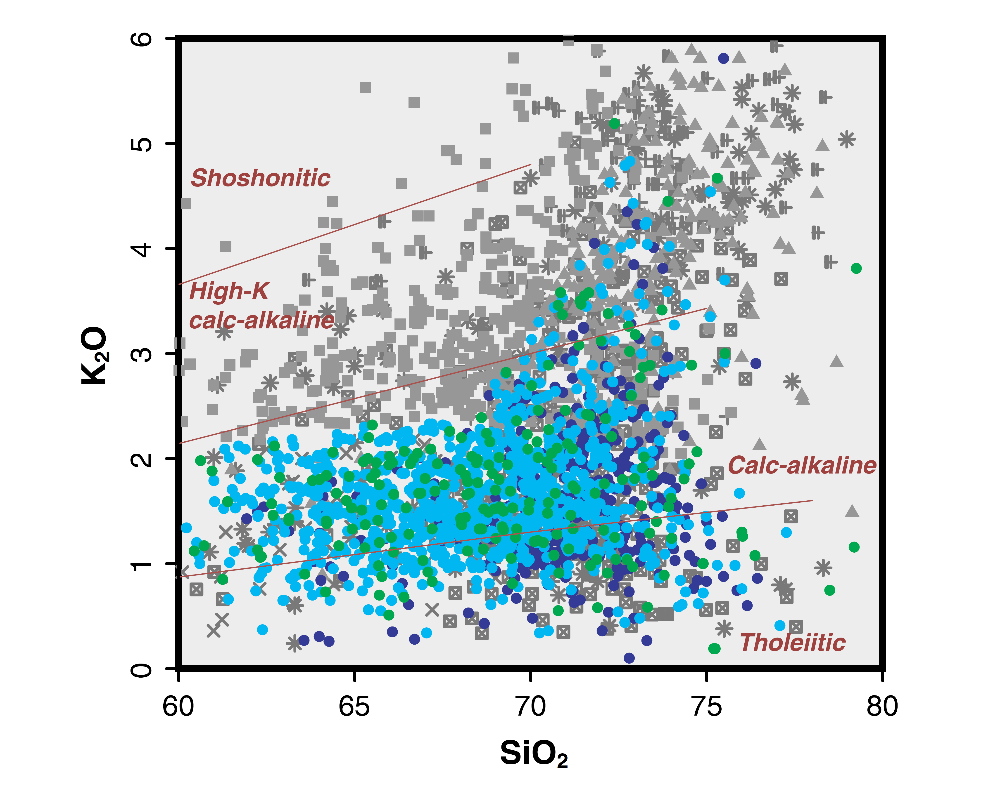 6
5
4
3
2
1
0
K₂O
Shoshonitic
High-K
calc-alkaline
Calc-alkaline
Tholeiitic
60 65 70 75 80
SiO₂